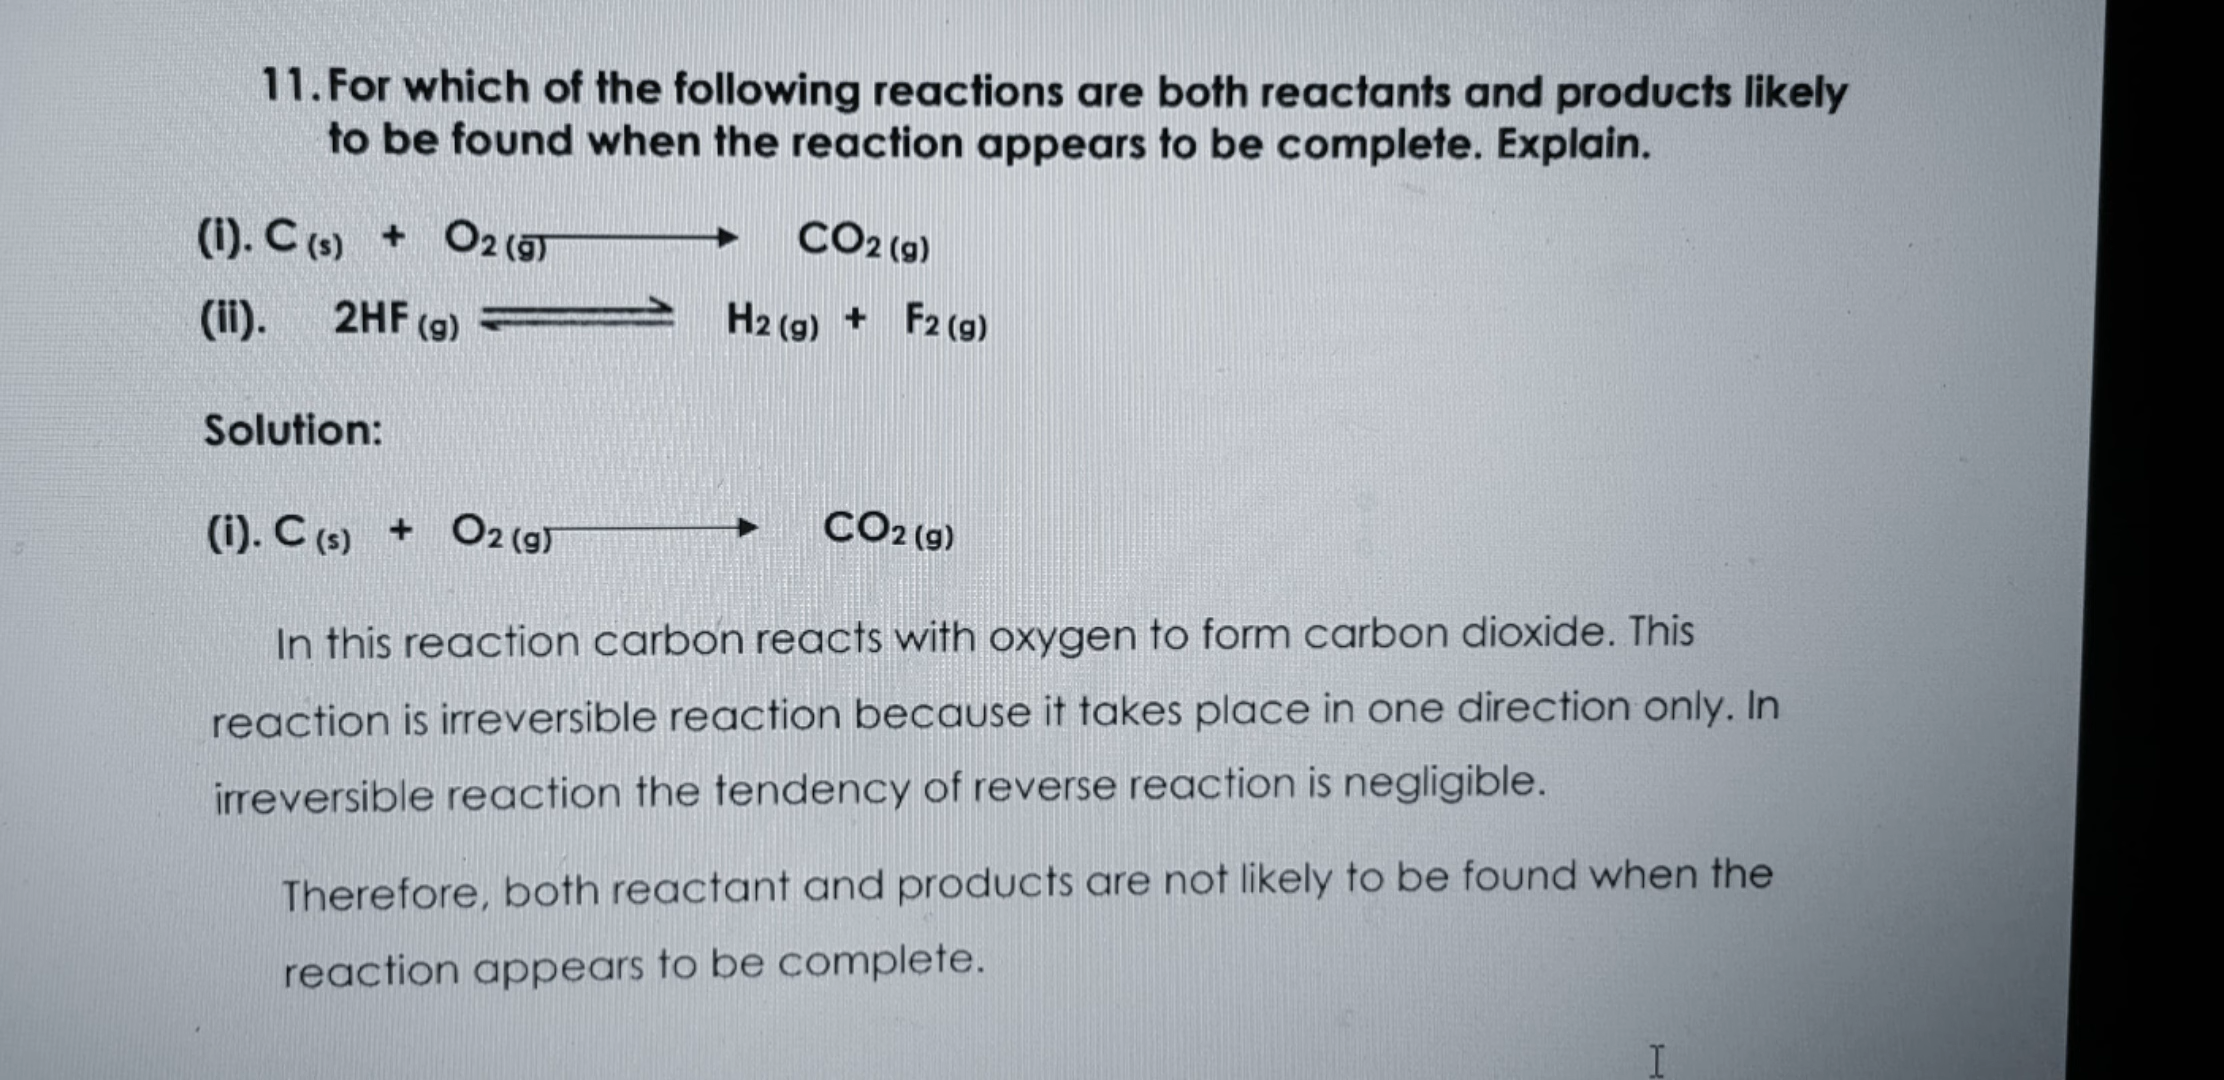 11. For which of the following reactions are both reactants and products likely
to be found when the reaction appears to be complete. Explain.
(i). C (s) + O2 (g) ⟶ CO2 (g)
(ii). 2HF (g) ⇌ H2 (g) + F2 (g)
Solution:
(i). C (s) + O2 (g) ⟶ CO2 (g)
In this reaction carbon reacts with oxygen to form carbon dioxide. This
reaction is irreversible reaction because it takes place in one direction only. In
irreversible reaction the tendency of reverse reaction is negligible.
Therefore, both reactant and products are not likely to be found when the
reaction appears to be complete.